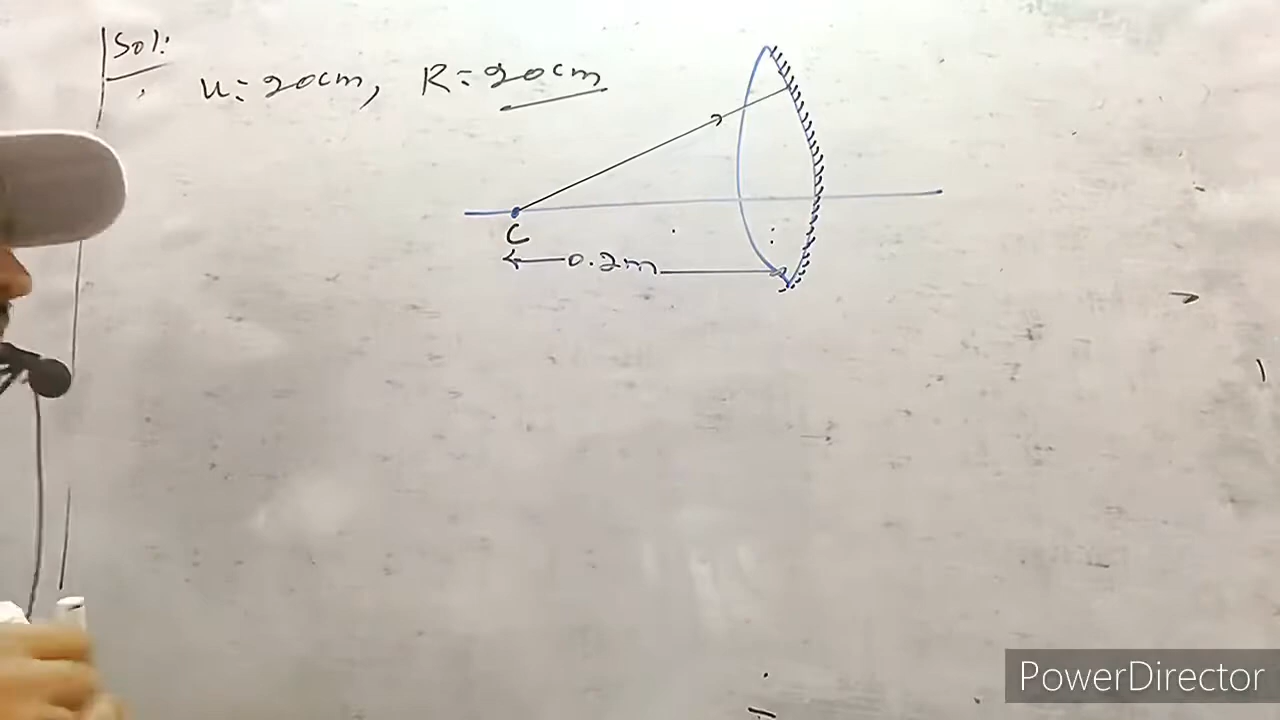 Sol:
u = 20cm, R = 20cm
C
0.2m
PowerDirector